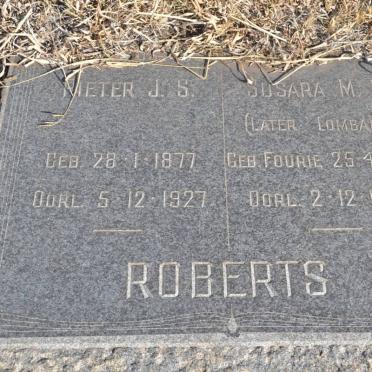 PIETER J. S.
SUSARA M.
(LATER LOMBA
GEB. 28-1-1877
GEB. FOURIE 25-4
OORL. 5-12-1927.
OORL. 2-12-
ROBERTS